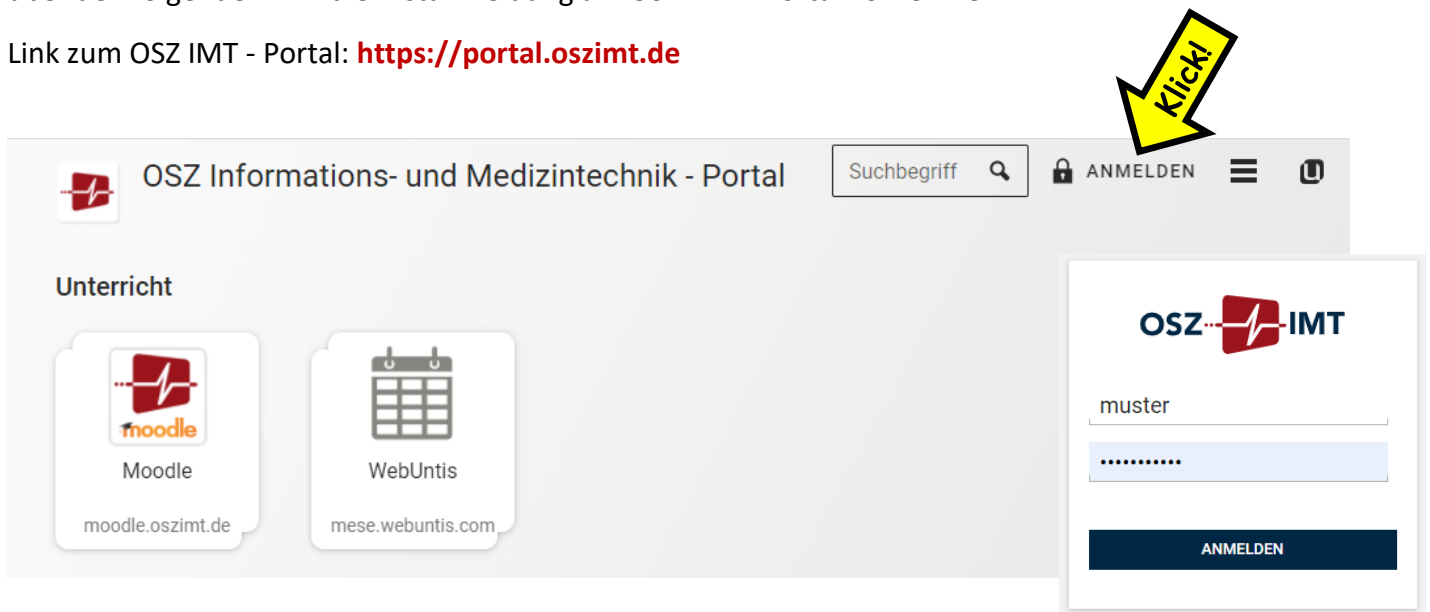 Link zum OSZ IMT - Portal: https://portal.oszimt.de
Klick!
OSZ Informations- und Medizintechnik - Portal
Suchbegriff
ANMELDEN
Unterricht
moodle
Moodle
moodle.oszimt.de
WebUntis
mese.webuntis.com
OSZ IMT
muster
•••••••••••
ANMELDEN